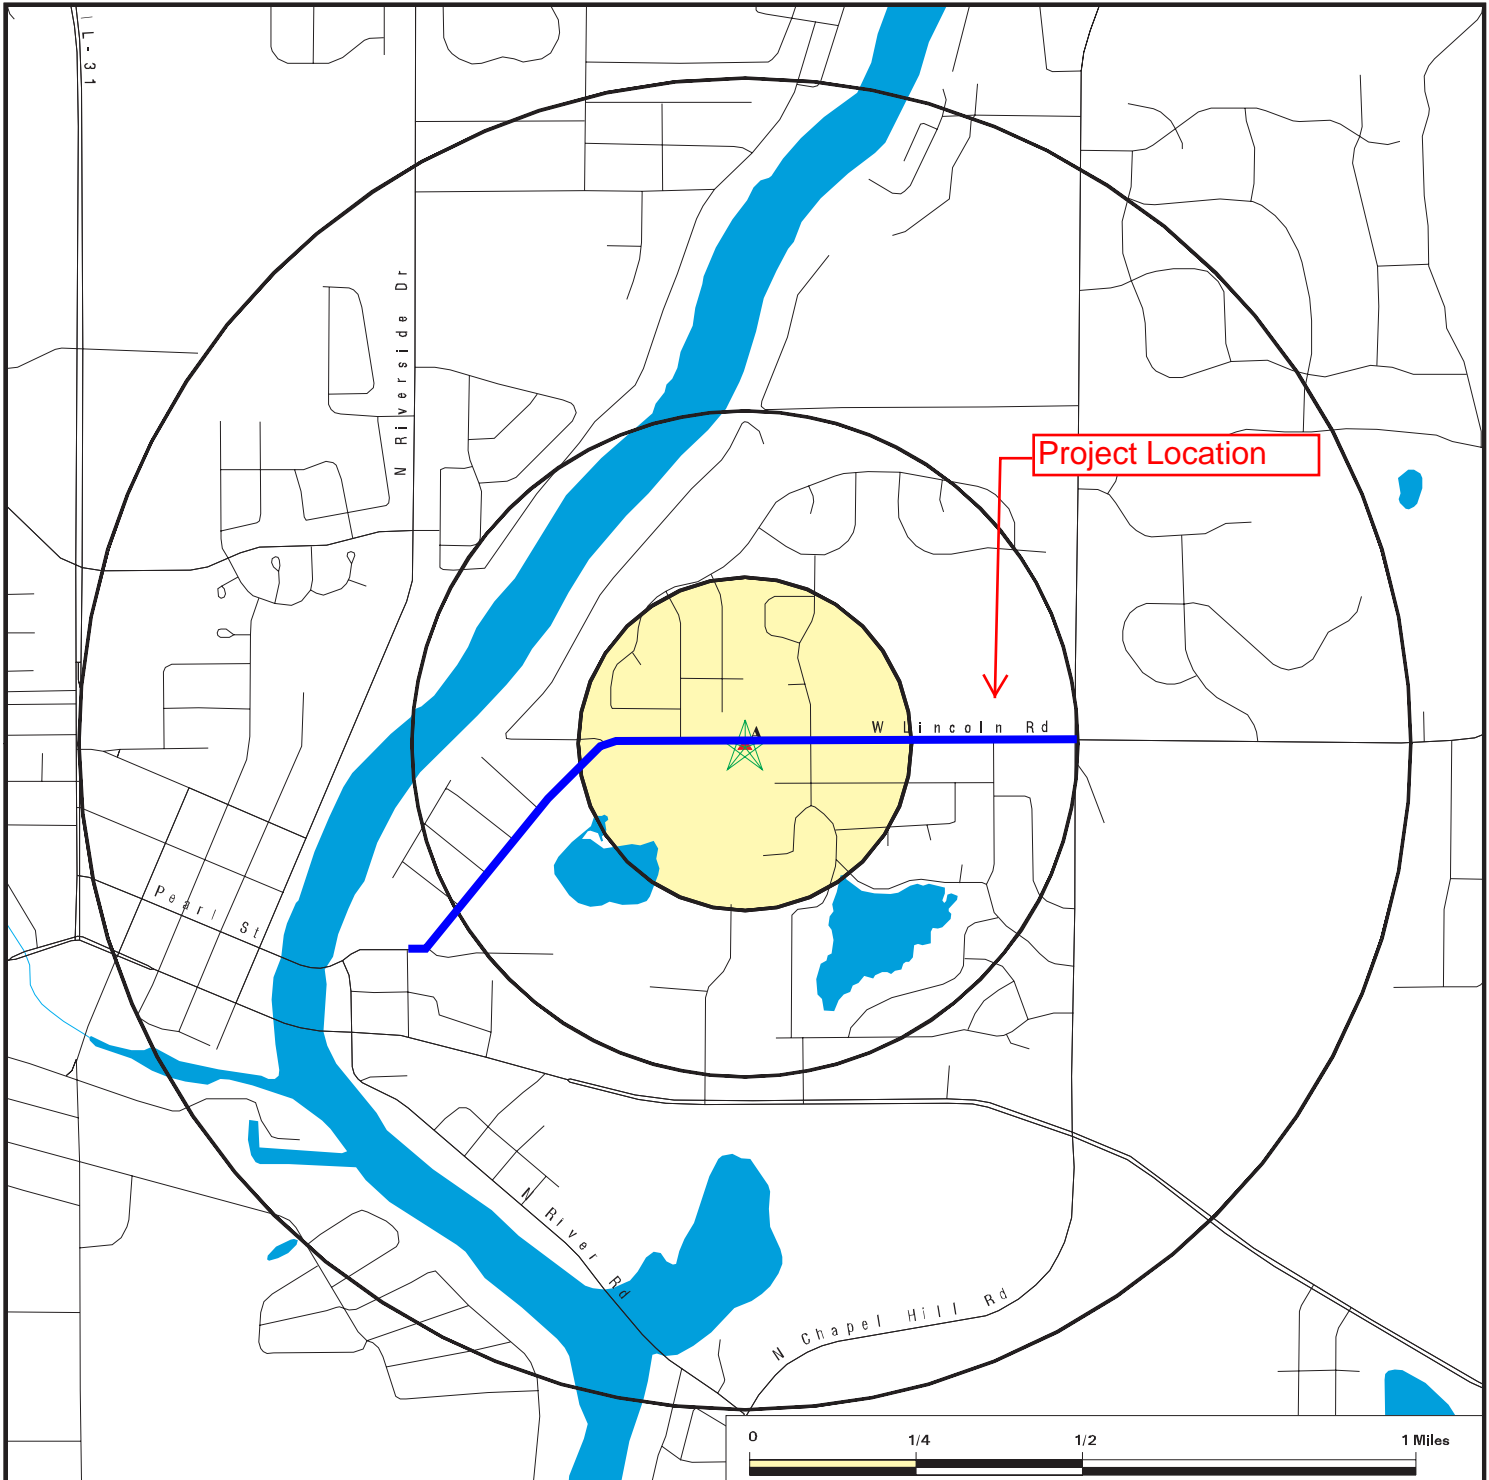 IL-31
N Riverside Dr
Project Location
W Lincoln Rd
A
Pearl St
N River Rd
N Chapel Hill Rd
0 1/4 1/2 1 Miles